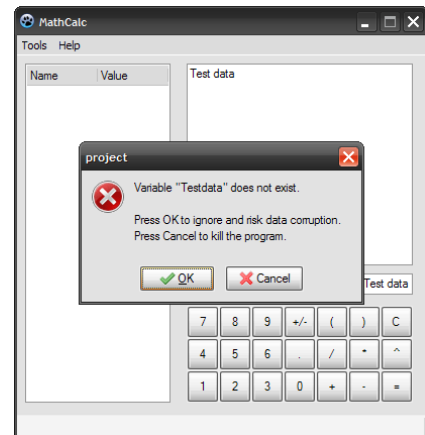 MathCalc
Tools Help
Name Value
Test data
project
Variable "Testdata" does not exist.
Press OK to ignore and risk data corruption.
Press Cancel to kill the program.
OK Cancel
Test data
7 8 9 +/- ( ) C
4 5 6 . / * ^
1 2 3 0 + - =